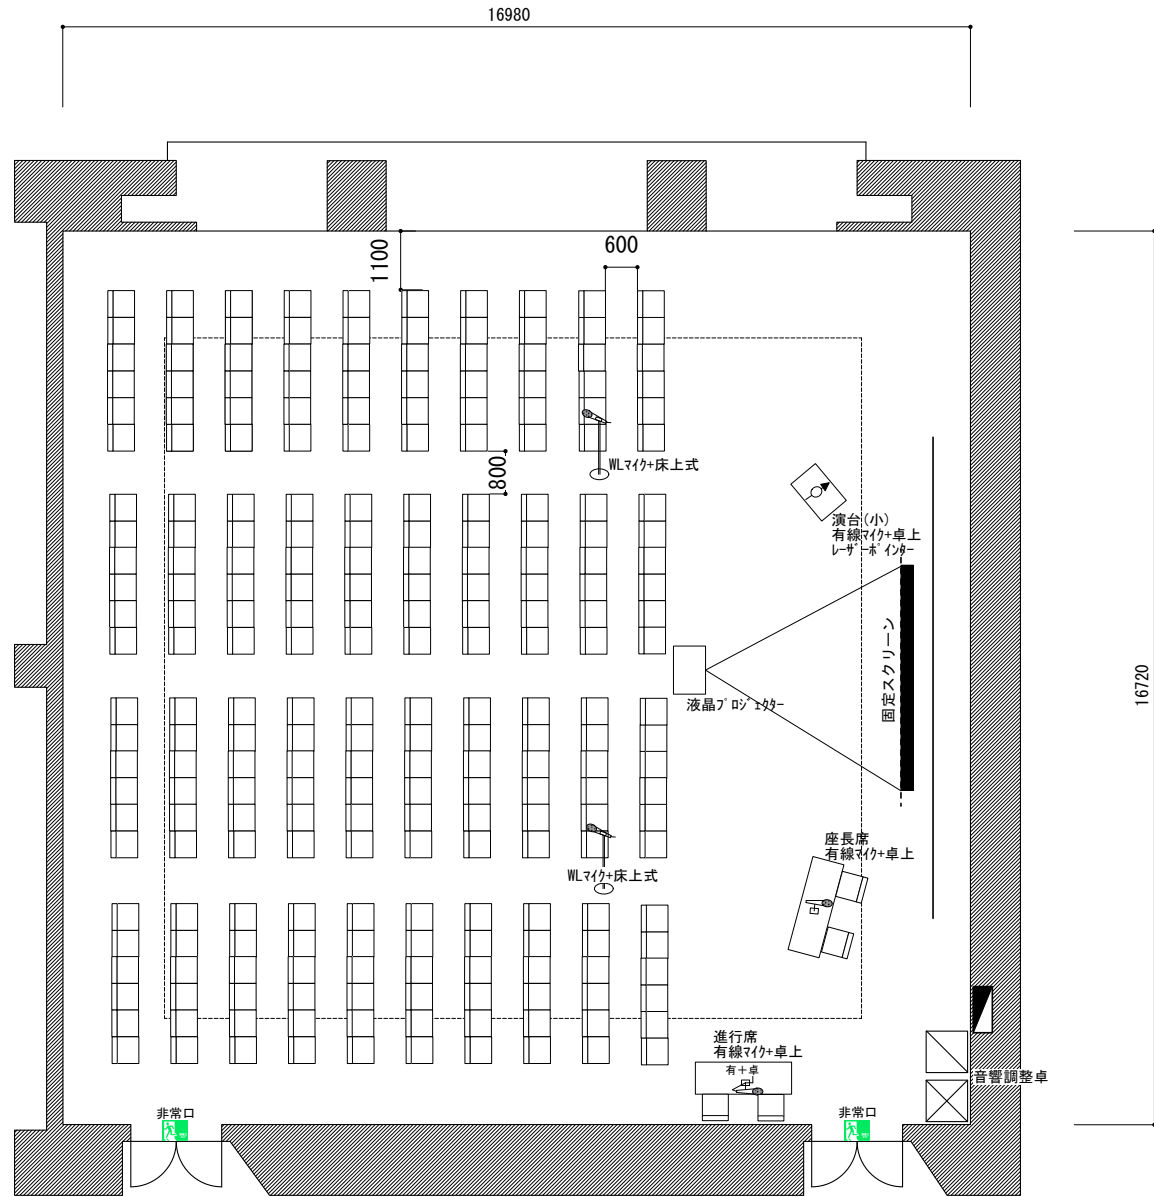 16980
1100
600
800
WLﾏｲｸ+床上式
演台(小)
有線ﾏｲｸ+卓上
ﾚｰｻﾞｰﾎﾟｲﾝﾀｰ
固定スクリーン
液晶ﾌﾟﾛｼﾞｪｸﾀｰ
16720
座長席
有線ﾏｲｸ+卓上
WLﾏｲｸ+床上式
進行席
有線ﾏｲｸ+卓上
有＋卓
音響調整卓
非常口
非常口